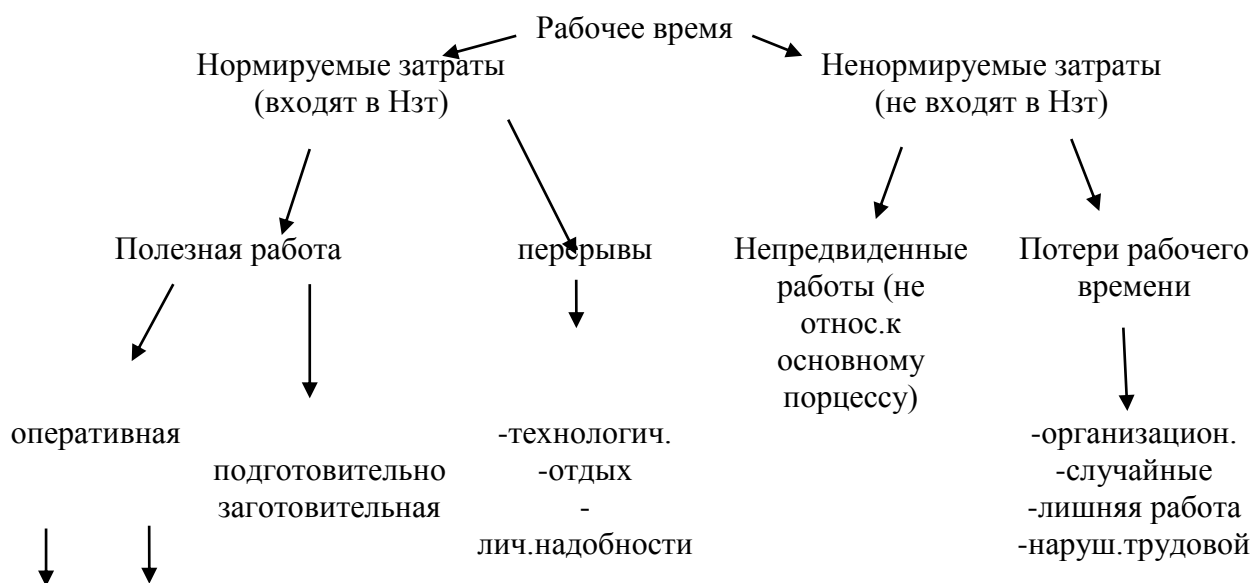 Рабочее время
Нормируемые затраты
(входят в Нзт)
Ненормируемые затраты
(не входят в Нзт)
Полезная работа
перерывы
Непредвиденные
работы (не
относ.к
основному
порцессу)
Потери рабочего
времени
оперативная
подготовительно
заготовительная
-технологич.
-отдых
-
лич.надобности
-организацион.
-случайные
-лишняя работа
-наруш.трудовой